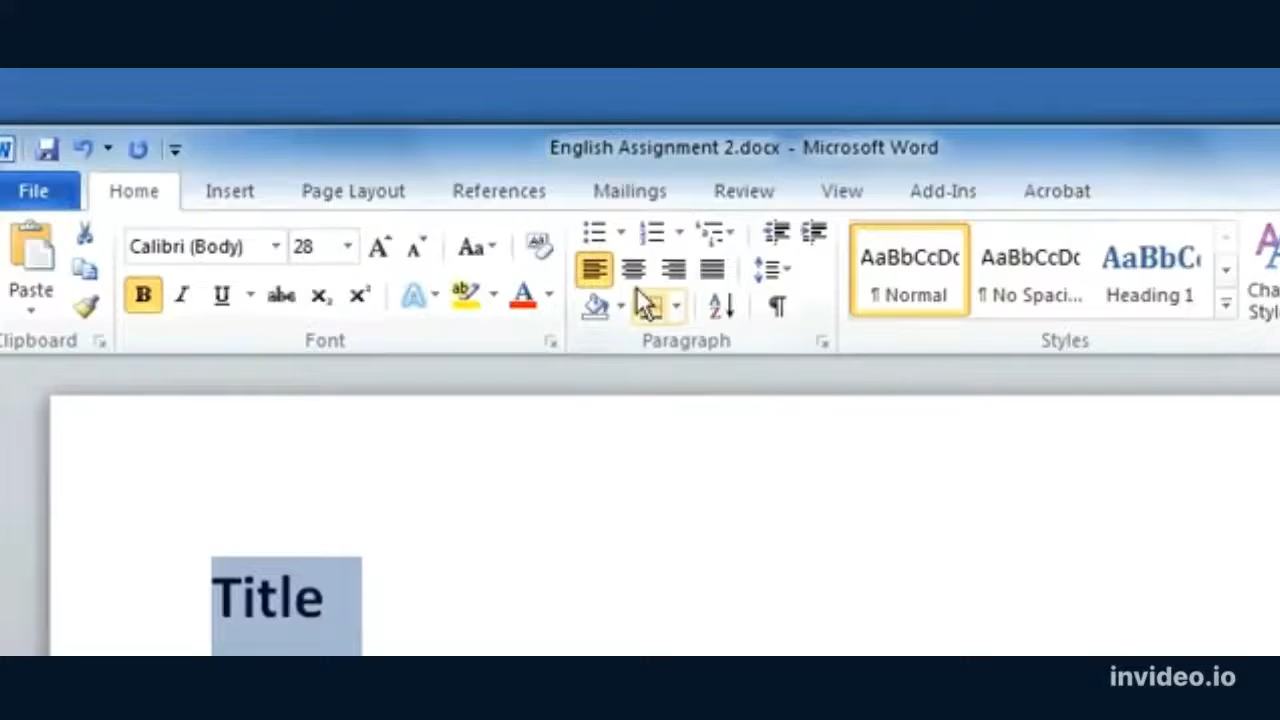 English Assignment 2.docx - Microsoft Word
File Home Insert Page Layout References Mailings Review View Add-Ins Acrobat
Calibri (Body) 28 Aa
AaBbCcDc AaBbCcDc AaBbC
Paste B I U abc X₂ X² A ab A A Z ¶ ¶ Normal ¶ No Spaci... Heading 1
Clipboard Font Paragraph Styles
Title
invideo.io